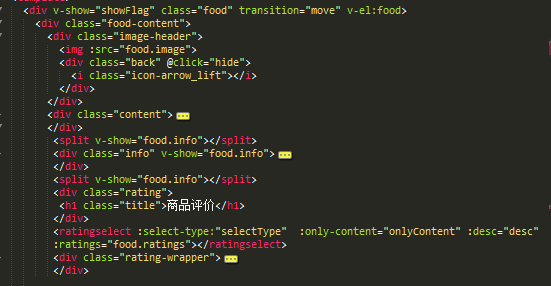 <div v-show="showFlag" class="food" transition="move" v-el:food>
<div class="food-content">
<div class="image-header">
<img :src="food.image">
<div class="back" @click="hide">
<i class="icon-arrow_lift"></i>
</div>
</div>
<div class="content">
</div>
<split v-show="food.info"></split>
<div class="info" v-show="food.info">
</div>
<split v-show="food.info"></split>
<div class="rating">
<h1 class="title">商品评价</h1>
</div>
<ratingselect :select-type:"selectType" :only-content="onlyContent" :desc="desc"
:ratings="food.ratings"></ratingselect>
<div class="rating-wrapper">
</div>